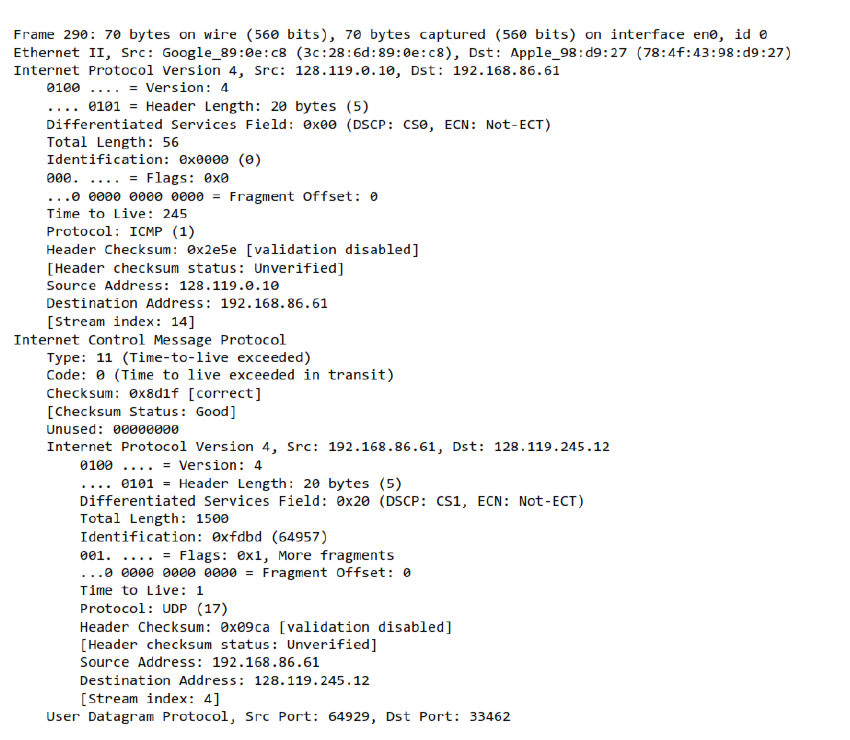 Frame 290: 70 bytes on wire (560 bits), 70 bytes captured (560 bits) on interface en0, id 0
Ethernet II, Src: Google_89:0e:c8 (3c:28:6d:89:0e:c8), Dst: Apple_98:d9:27 (78:4f:43:98:d9:27)
Internet Protocol Version 4, Src: 128.119.0.10, Dst: 192.168.86.61
0100 .... = Version: 4
.... 0101 = Header Length: 20 bytes (5)
Differentiated Services Field: 0x00 (DSCP: CS0, ECN: Not-ECT)
Total Length: 56
Identification: 0x0000 (0)
000. .... = Flags: 0x0
...0 0000 0000 0000 = Fragment Offset: 0
Time to Live: 245
Protocol: ICMP (1)
Header Checksum: 0x2e5e [validation disabled]
[Header checksum status: Unverified]
Source Address: 128.119.0.10
Destination Address: 192.168.86.61
[Stream index: 14]
Internet Control Message Protocol
Type: 11 (Time-to-live exceeded)
Code: 0 (Time to live exceeded in transit)
Checksum: 0x8d1f [correct]
[Checksum Status: Good]
Unused: 00000000
Internet Protocol Version 4, Src: 192.168.86.61, Dst: 128.119.245.12
0100 .... = Version: 4
.... 0101 = Header Length: 20 bytes (5)
Differentiated Services Field: 0x20 (DSCP: CS1, ECN: Not-ECT)
Total Length: 1500
Identification: 0xfdbd (64957)
001. .... = Flags: 0x1, More fragments
...0 0000 0000 0000 = Fragment Offset: 0
Time to Live: 1
Protocol: UDP (17)
Header Checksum: 0x09ca [validation disabled]
[Header checksum status: Unverified]
Source Address: 192.168.86.61
Destination Address: 128.119.245.12
[Stream index: 4]
User Datagram Protocol, Src Port: 64929, Dst Port: 33462